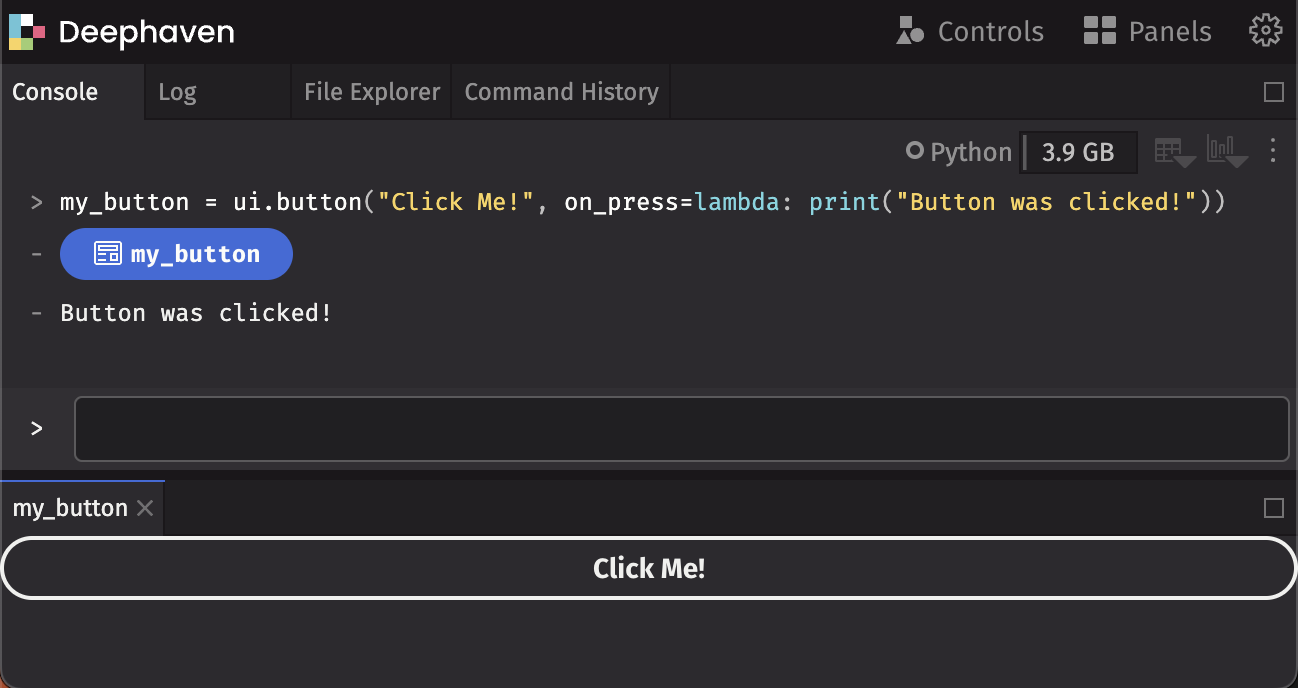 Deephaven Controls Panels
Console Log File Explorer Command History
Python 3.9 GB
> my_button = ui.button("Click Me!", on_press=lambda: print("Button was clicked!"))
- my_button
- Button was clicked!
>
my_button
Click Me!